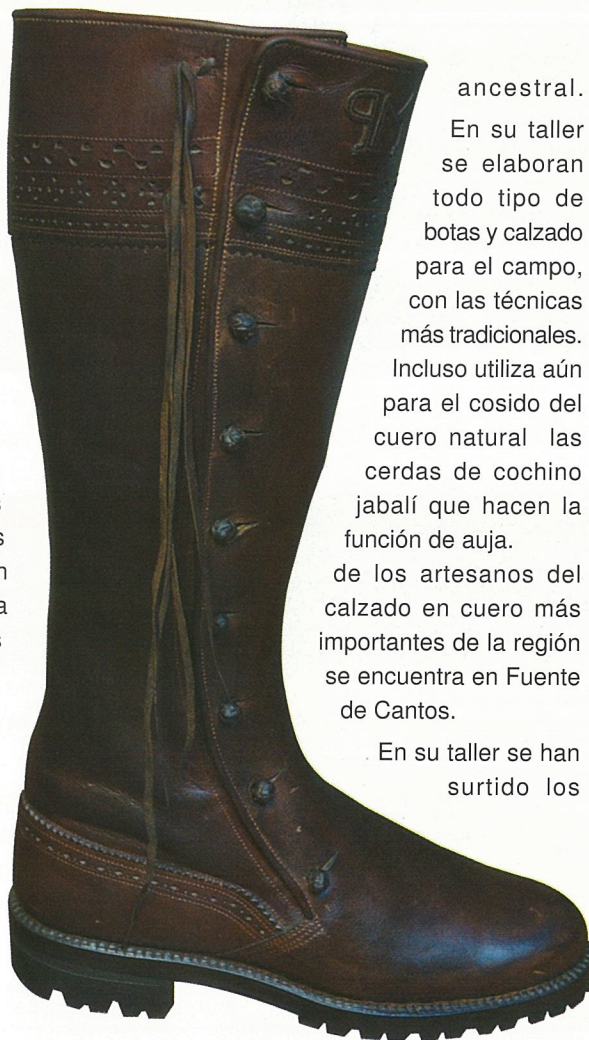 ancestral.
En su taller
se elaboran
todo tipo de
botas y calzado
para el campo,
con las técnicas
más tradicionales.
Incluso utiliza aún
para el cosido del
cuero natural las
cerdas de cochino
jabalí que hacen la
función de auja.
de los artesanos del
calzado en cuero más
importantes de la región
se encuentra en Fuente
de Cantos.
En su taller se han
surtido los